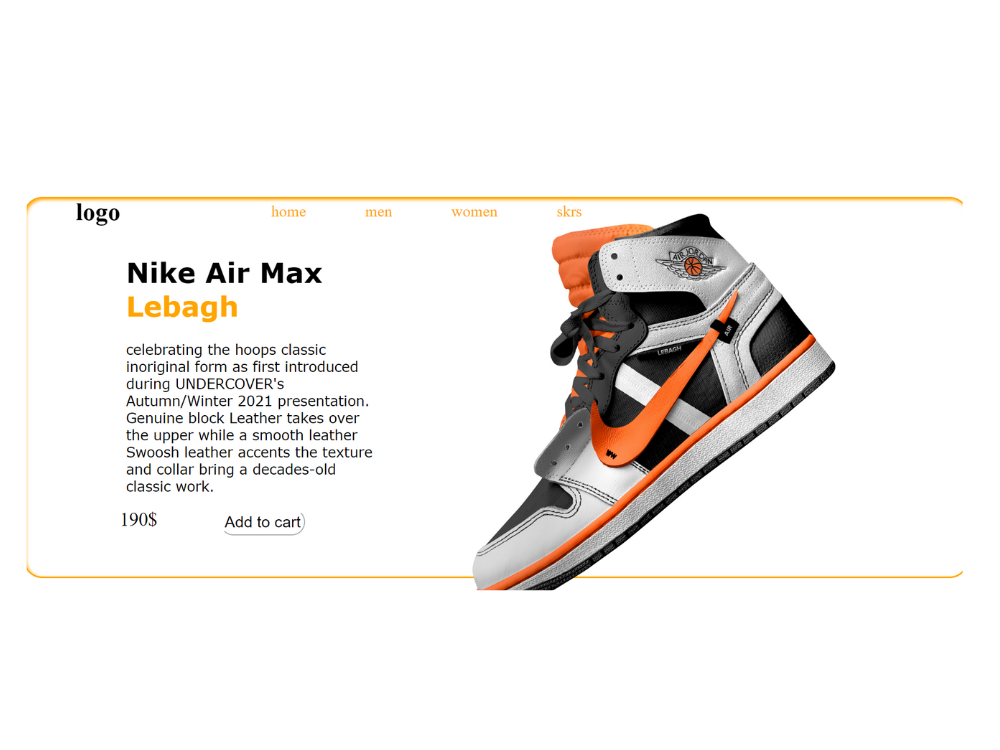 logo
home men women skrs
Nike Air Max
Lebagh
celebrating the hoops classic
inoriginal form as first introduced
during UNDERCOVER's
Autumn/Winter 2021 presentation.
Genuine block Leather takes over
the upper while a smooth leather
Swoosh leather accents the texture
and collar bring a decades-old
classic work.
190$
Add to cart
AIR JORDAN
AIR
LEBAGH